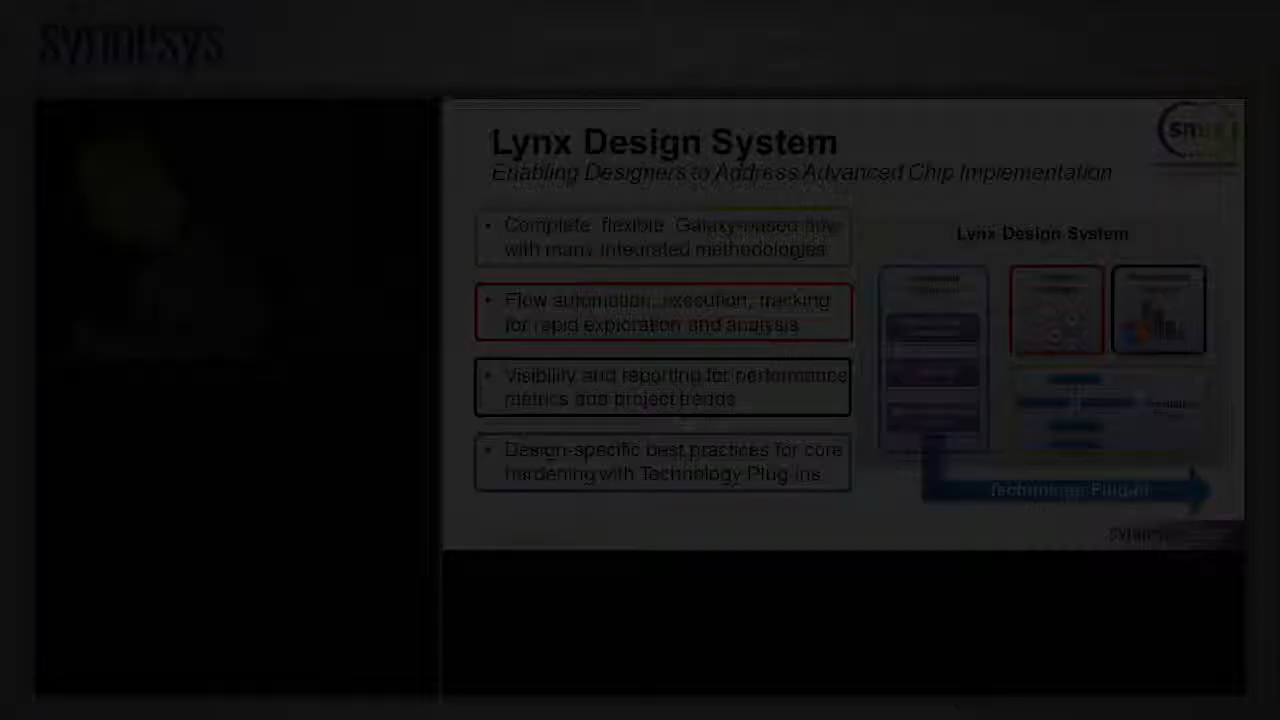 SYNOPSYS
Lynx Design System
Enabling Designers to Address Advanced Chip Implementation
• Complete flexible Galaxy-based flow
with many integrated methodologies
• Flow automation, execution, tracking
for rapid exploration and analysis
• Visibility and reporting for performance
metrics and project trends
• Design-specific best practices for core
hardening with Technology Plug-ins
Lynx Design System
Technology Plug-in
SYNOPSYS